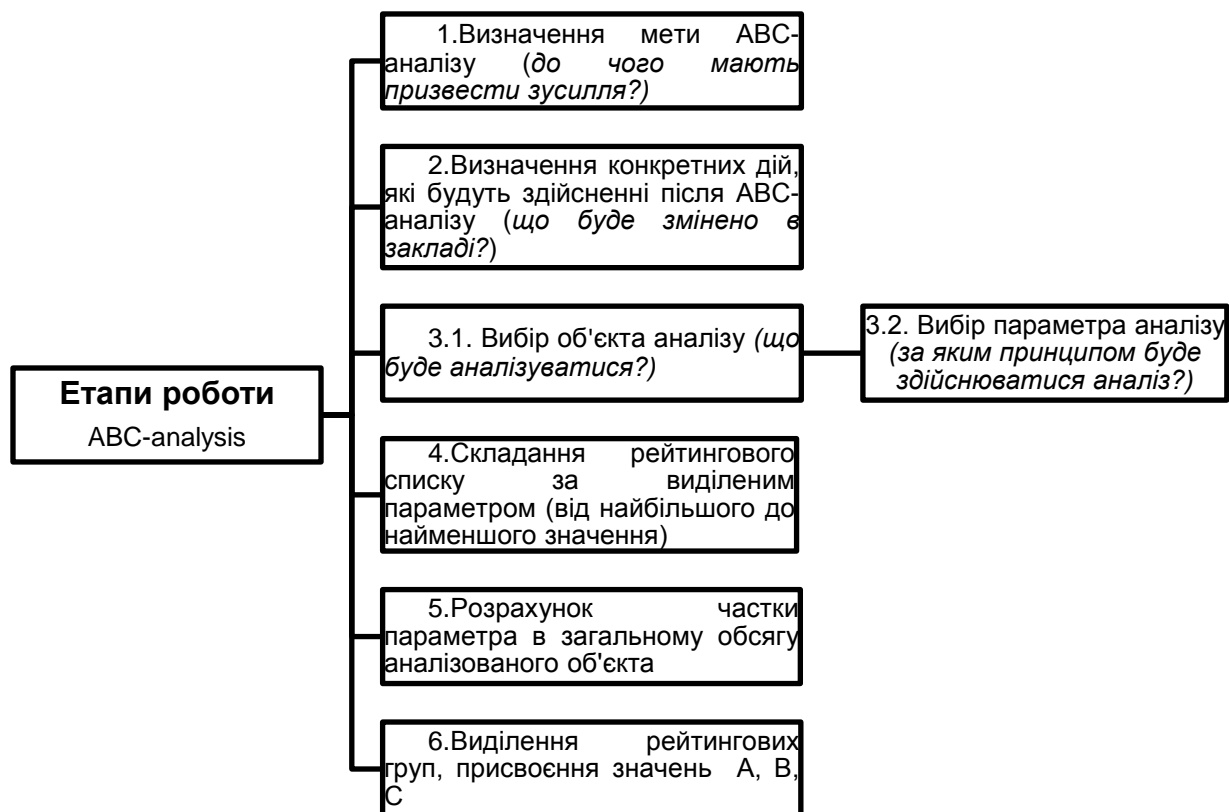 1.Визначення мети АВС-
аналізу (до чого мають
призвести зусилля?)
2.Визначення конкретних дій,
які будуть здійсненні після АВС-
аналізу (що буде змінено в
закладі?)
3.1. Вибір об'єкта аналізу (що
буде аналізуватися?)
3.2. Вибір параметра аналізу
(за яким принципом буде
здійснюватися аналіз?)
Етапи роботи
ABC-analysis
4.Складання рейтингового
списку за виділеним
параметром (від найбільшого до
найменшого значення)
5.Розрахунок частки
параметра в загальному обсягу
аналізованого об'єкта
6.Виділення рейтингових
груп, присвоєння значень А, В,
С